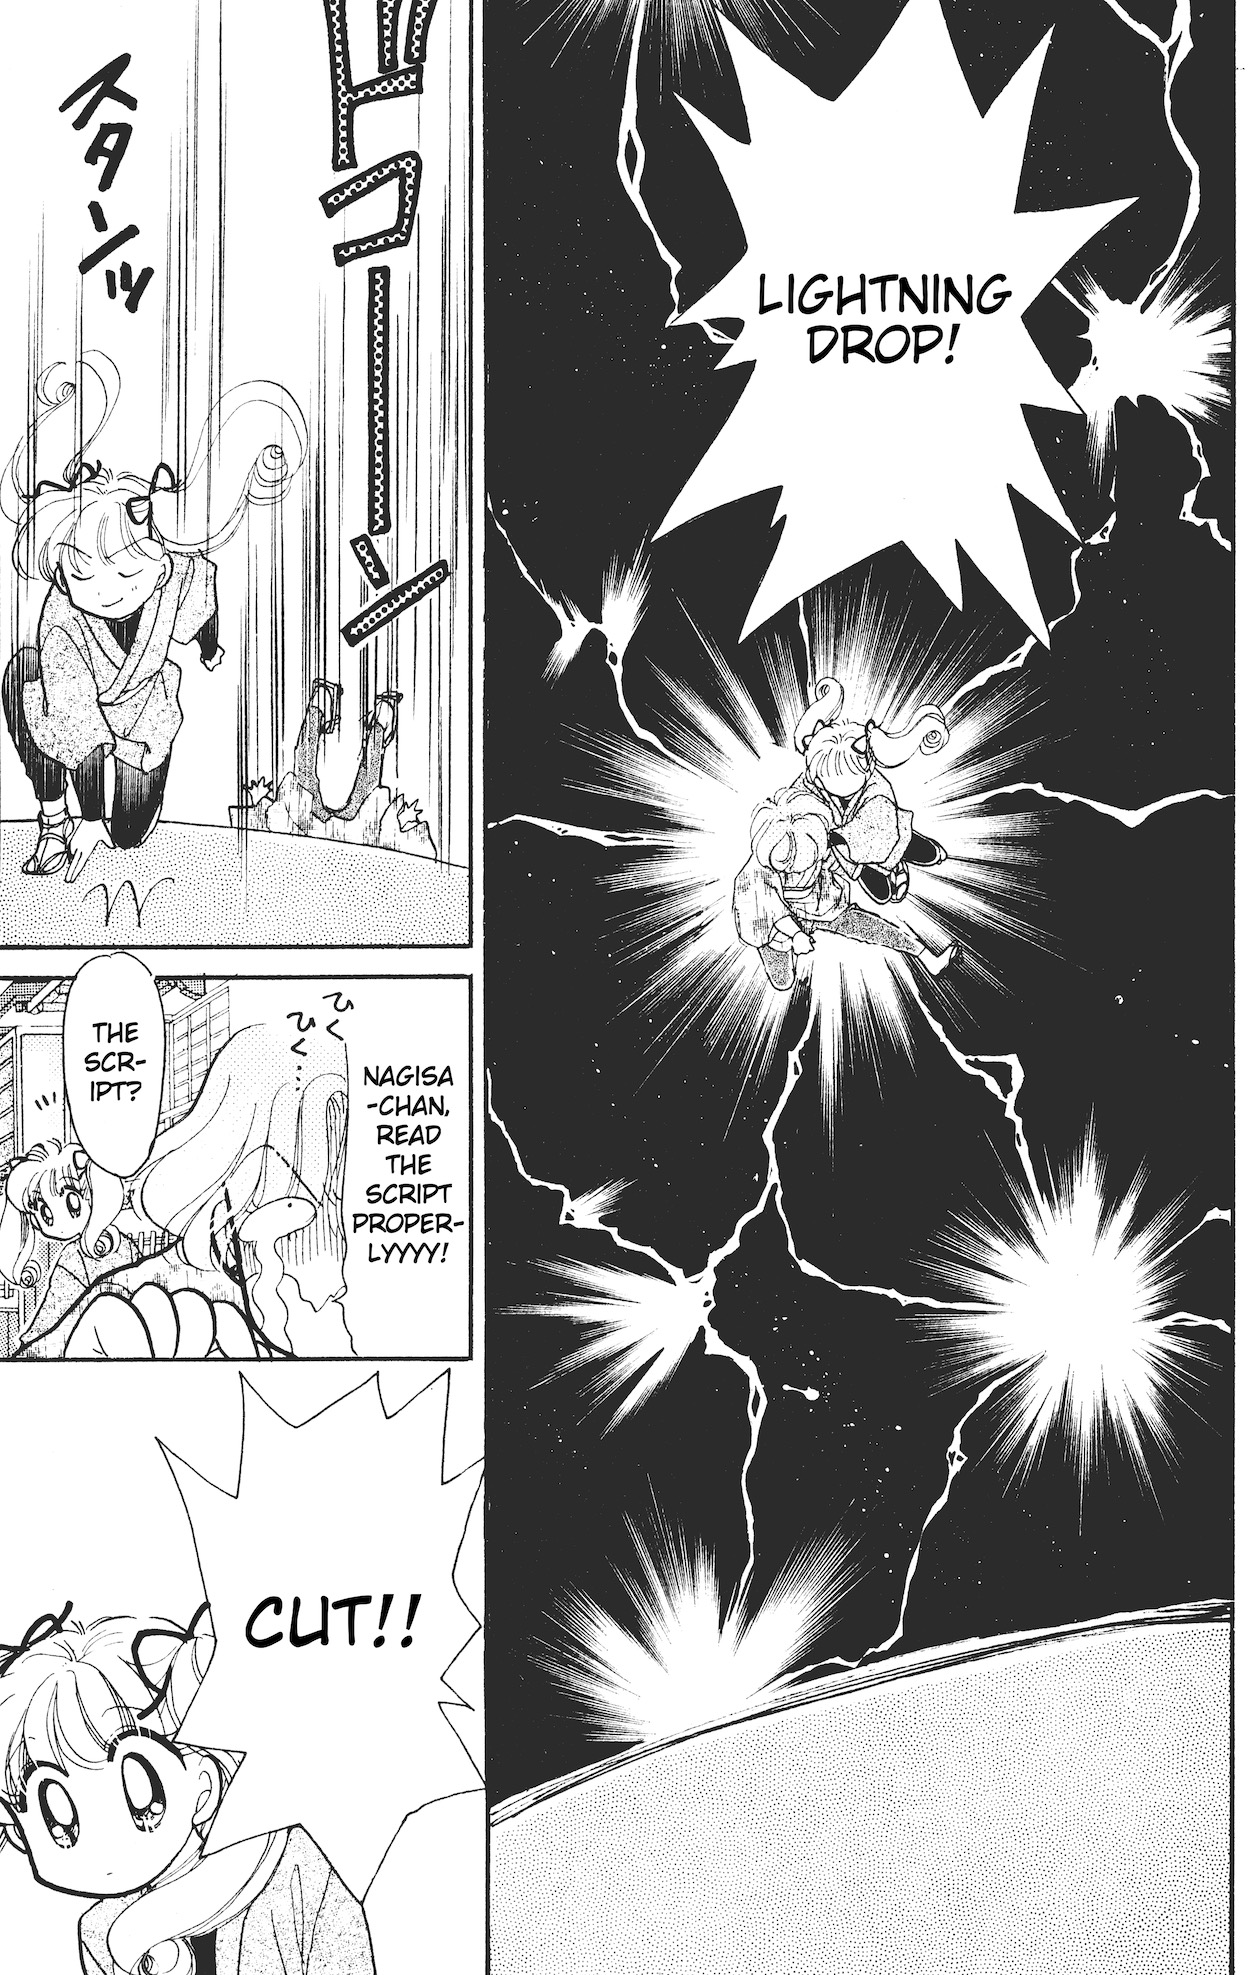 LIGHTNING
DROP!
ドコーン
スタンッ
NAGISA
-CHAN,
READ
THE
SCRIPT
PROPER-
LYYYY!
ひく
ひく…
THE
SCR-
IPT?
CUT!!